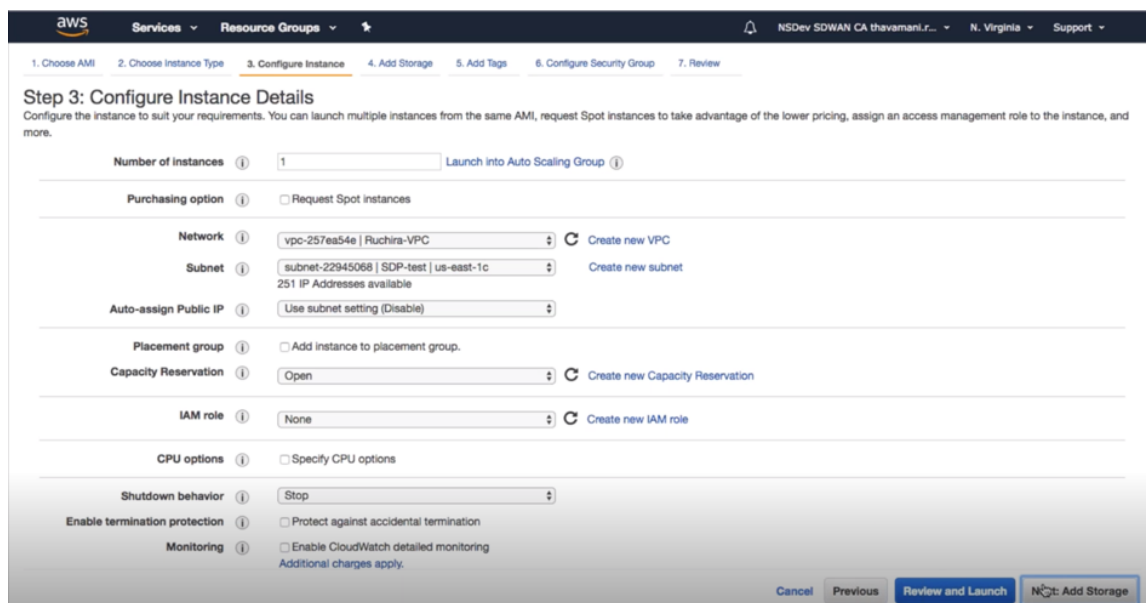 aws Services Resource Groups NSDev SDWAN CA thavamani.r... N. Virginia Support
1. Choose AMI 2. Choose Instance Type 3. Configure Instance 4. Add Storage 5. Add Tags 6. Configure Security Group 7. Review
Step 3: Configure Instance Details
Configure the instance to suit your requirements. You can launch multiple instances from the same AMI, request Spot instances to take advantage of the lower pricing, assign an access management role to the instance, and
more.
Number of instances 1 Launch into Auto Scaling Group
Purchasing option Request Spot instances
Network vpc-257ea54e | Ruchira-VPC Create new VPC
Subnet subnet-22945068 | SDP-test | us-east-1c Create new subnet
251 IP Addresses available
Auto-assign Public IP Use subnet setting (Disable)
Placement group Add instance to placement group.
Capacity Reservation Open Create new Capacity Reservation
IAM role None Create new IAM role
CPU options Specify CPU options
Shutdown behavior Stop
Enable termination protection Protect against accidental termination
Monitoring Enable CloudWatch detailed monitoring
Additional charges apply.
Cancel Previous Review and Launch Next: Add Storage